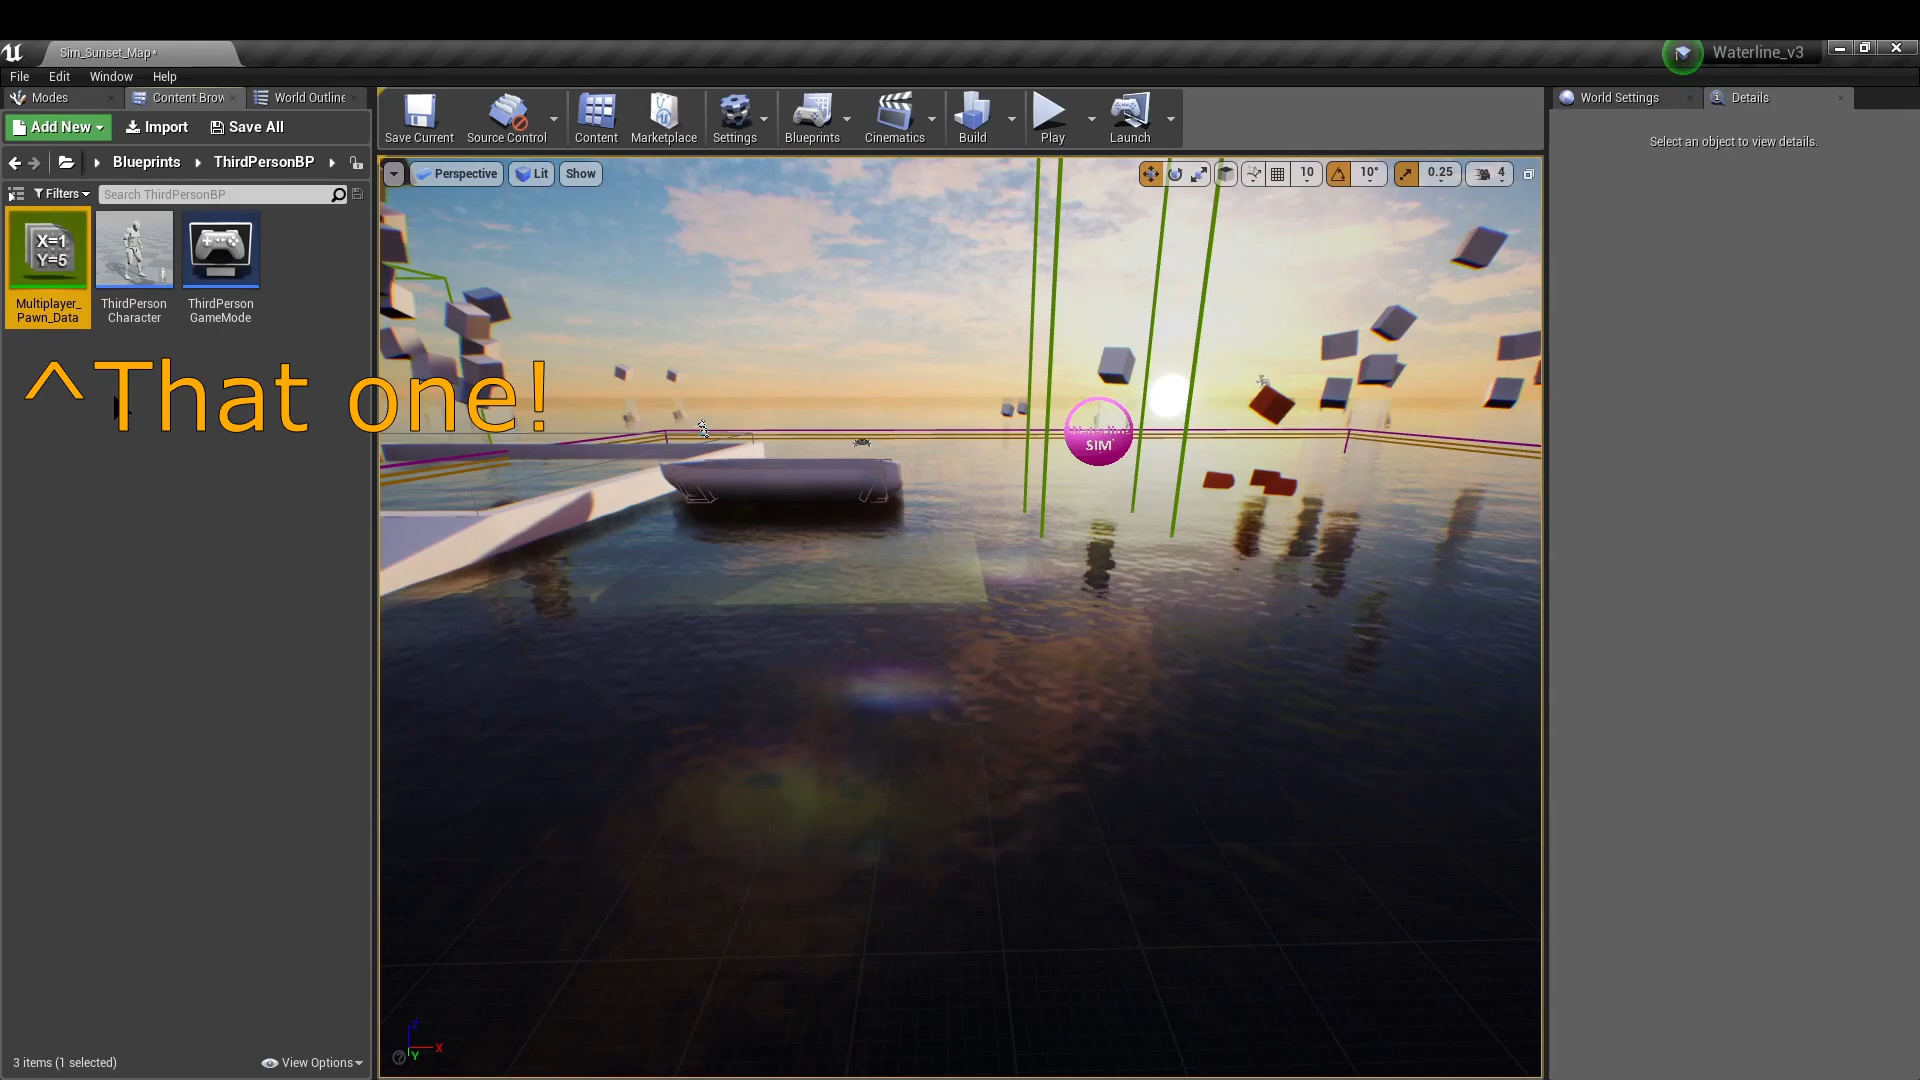 Sim_Sunset_Map*
Waterline_v3
File Edit Window Help
Modes
Content Brow
World Outline
World Settings
Details
Add New
Import
Save All
Save Current
Source Control
Content
Marketplace
Settings
Blueprints
Cinematics
Build
Play
Launch
Select an object to view details.
Blueprints
ThirdPersonBP
Filters
Search ThirdPersonBP
Perspective
Lit
Show
10
10°
0.25
4
X=1
Y=5
Multiplayer_
Pawn_Data
ThirdPerson
Character
ThirdPerson
GameMode
^That one!
SIM
Z
X
Y
3 items (1 selected)
View Options